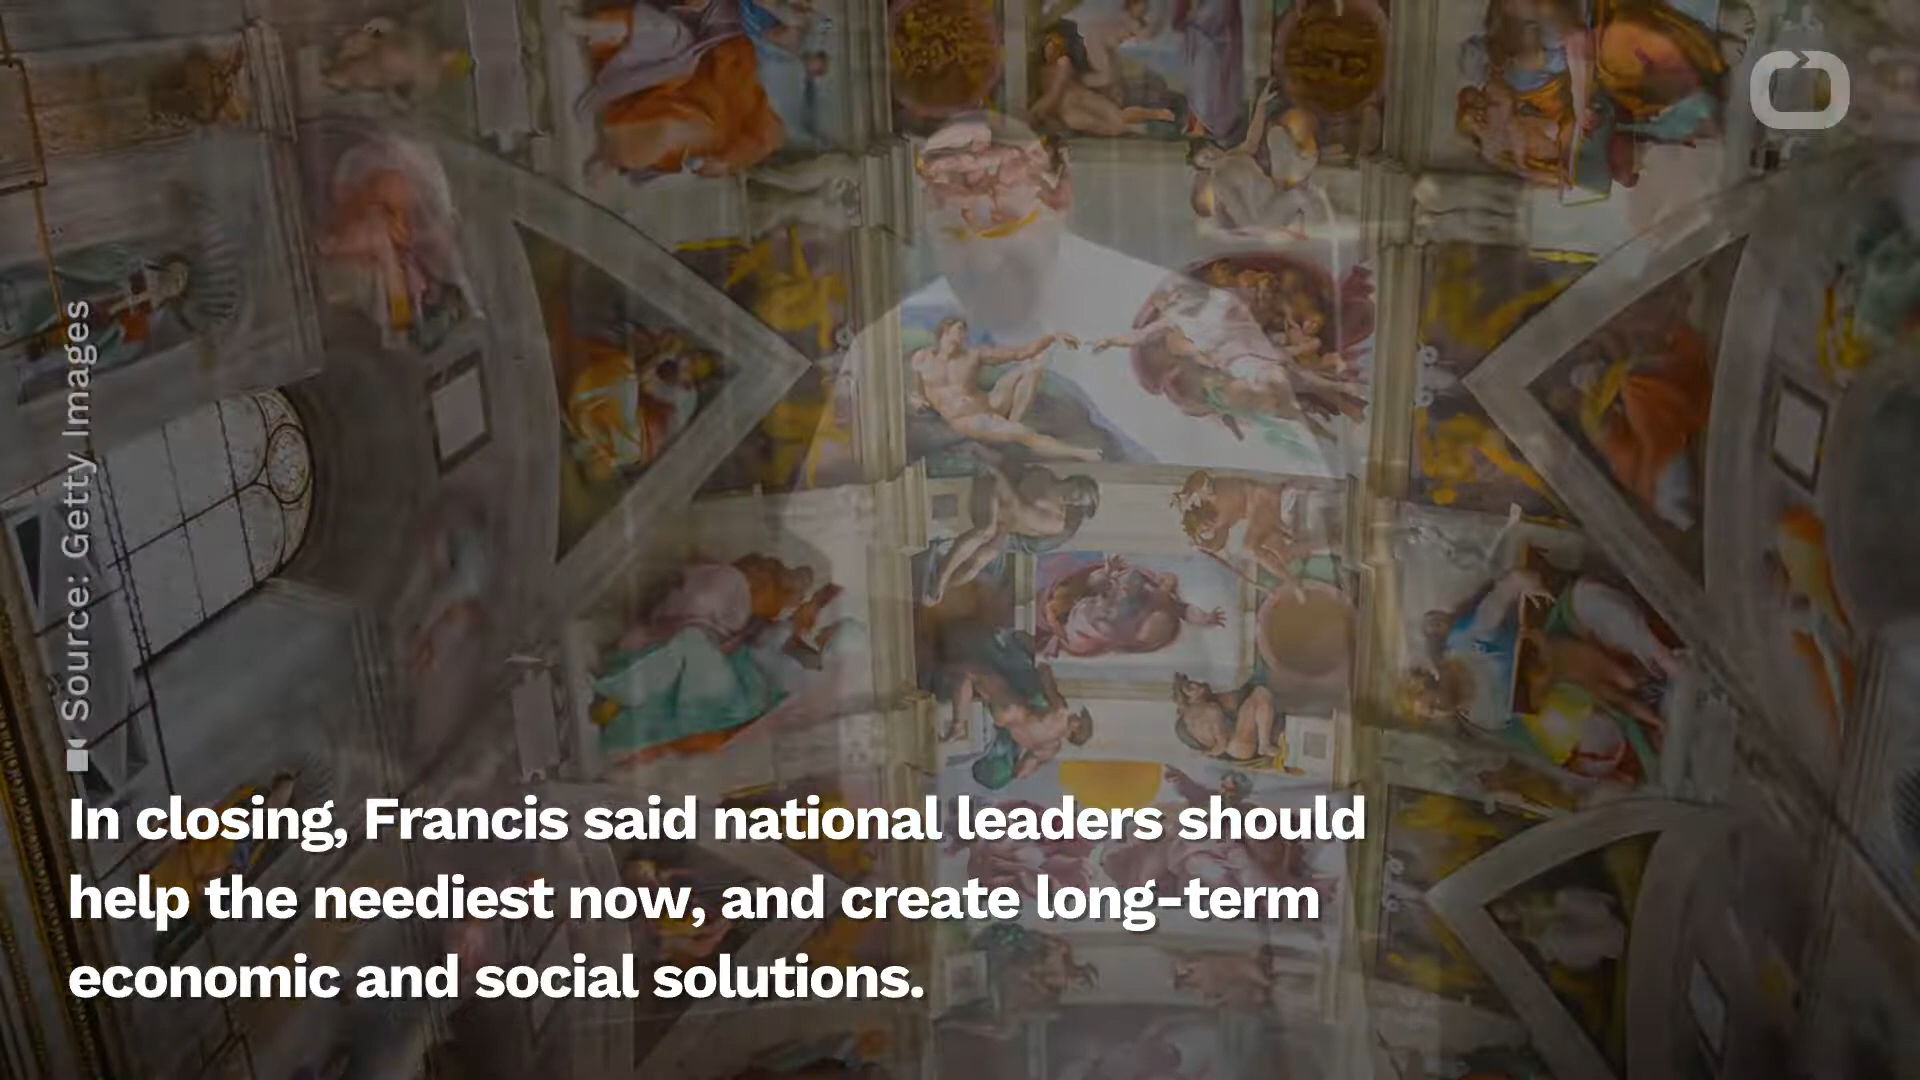 Source: Getty Images
In closing, Francis said national leaders should
help the neediest now, and create long-term
economic and social solutions.